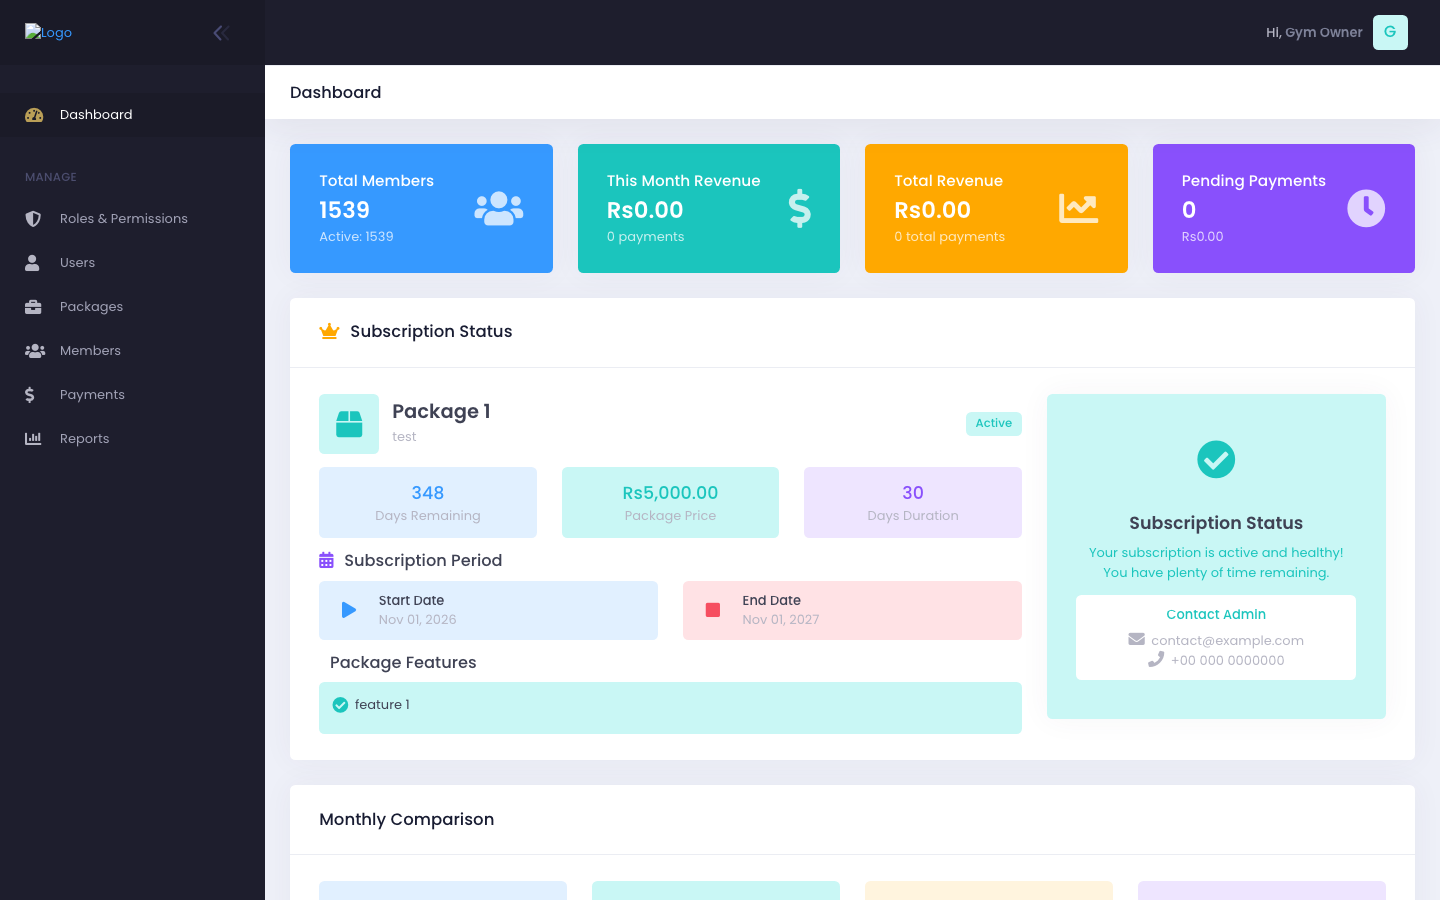 Logo
Hi, Gym Owner
G
Dashboard
Dashboard
MANAGE
Roles & Permissions
Users
Packages
Members
Payments
Reports
Total Members
1539
Active: 1539
This Month Revenue
Rs0.00
0 payments
Total Revenue
Rs0.00
0 total payments
Pending Payments
0
Rs0.00
Subscription Status
Package 1
test
Active
348
Days Remaining
Rs5,000.00
Package Price
30
Days Duration
Subscription Period
Start Date
Nov 01, 2026
End Date
Nov 01, 2027
Package Features
feature 1
Subscription Status
Your subscription is active and healthy!
You have plenty of time remaining.
Contact Admin
contact@example.com
+00 000 0000000
Monthly Comparison